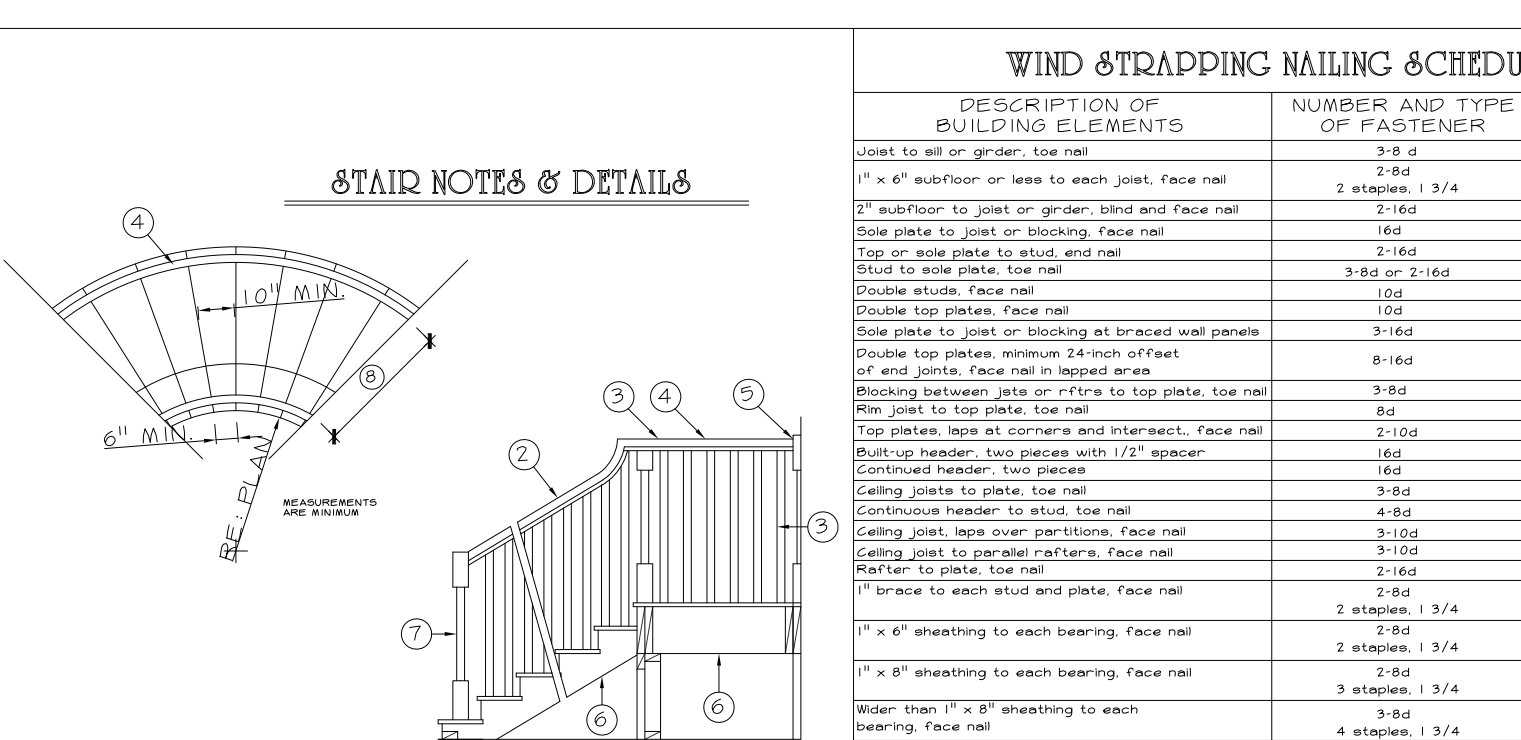 STAIR NOTES & DETAILS
4
10" MIN.
8
6" MIN.
RE: PLAN
MEASUREMENTS
ARE MINIMUM
3
4
5
2
3
7
6
6
WIND STRAPPING NAILING SCHEDU
DESCRIPTION OF
BUILDING ELEMENTS
NUMBER AND TYPE
OF FASTENER
Joist to sill or girder, toe nail 3-8 d
1" x 6" subfloor or less to each joist, face nail 2-8d
2 staples, 1 3/4
2" subfloor to joist or girder, blind and face nail 2-16d
Sole plate to joist or blocking, face nail 16d
Top or sole plate to stud, end nail 2-16d
Stud to sole plate, toe nail 3-8d or 2-16d
Double studs, face nail 10d
Double top plates, face nail 10d
Sole plate to joist or blocking at braced wall panels 3-16d
Double top plates, minimum 24-inch offset
of end joints, face nail in lapped area 8-16d
Blocking between jsts or rftrs to top plate, toe nail 3-8d
Rim joist to top plate, toe nail 8d
Top plates, laps at corners and intersect., face nail 2-10d
Built-up header, two pieces with 1/2" spacer 16d
Continued header, two pieces 16d
Ceiling joists to plate, toe nail 3-8d
Continuous header to stud, toe nail 4-8d
Ceiling joist, laps over partitions, face nail 3-10d
Ceiling joist to parallel rafters, face nail 3-10d
Rafter to plate, toe nail 2-16d
1" brace to each stud and plate, face nail 2-8d
2 staples, 1 3/4
1" x 6" sheathing to each bearing, face nail 2-8d
2 staples, 1 3/4
1" x 8" sheathing to each bearing, face nail 2-8d
3 staples, 1 3/4
Wider than 1" x 8" sheathing to each
bearing, face nail
3-8d
4 staples, 1 3/4